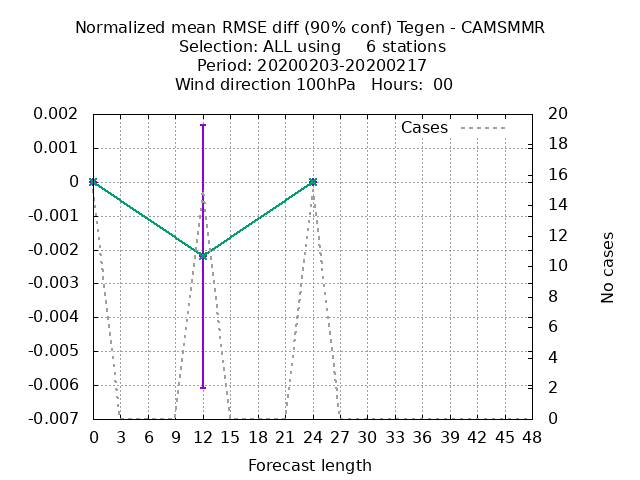 Normalized mean RMSE diff (90% conf) Tegen - CAMSMMR
Selection: ALL using     6 stations
Period: 20200203-20200217
Wind direction 100hPa   Hours:  00
0.002
0.001
0
-0.001
-0.002
-0.003
-0.004
-0.005
-0.006
-0.007
Cases
20
18
16
14
12
10
8
6
4
2
0
No cases
0 3 6 9 12 15 18 21 24 27 30 33 36 39 42 45 48
Forecast length